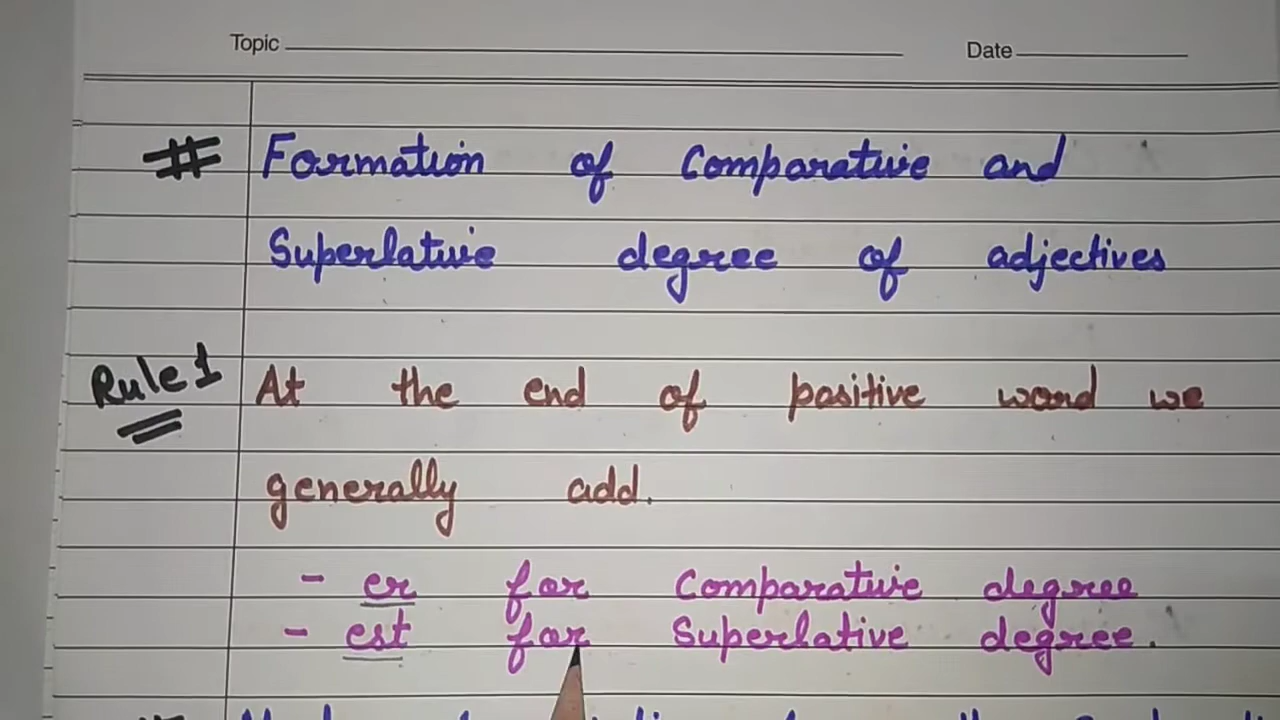 Topic Date
# Formation of Comparative and
Superlative degree of adjectives
Rule 1 At the end of positive word we
generally add.
- er for Comparative degree
- est for Superlative degree.